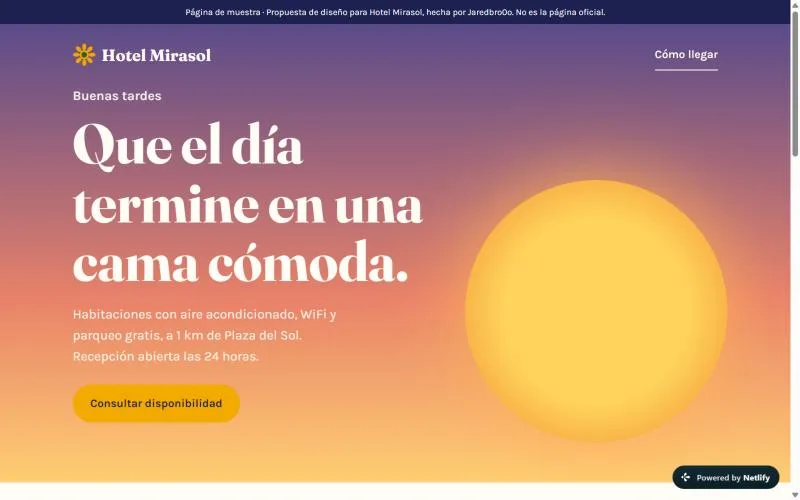 Página de muestra · Propuesta de diseño para Hotel Mirasol, hecha por JaredbroOo. No es la página oficial.
Hotel Mirasol
Cómo llegar
Buenas tardes
Que el día
termine en una
cama cómoda.
Habitaciones con aire acondicionado, WiFi y
parqueo gratis, a 1 km de Plaza del Sol.
Recepción abierta las 24 horas.
Consultar disponibilidad
Powered by Netlify